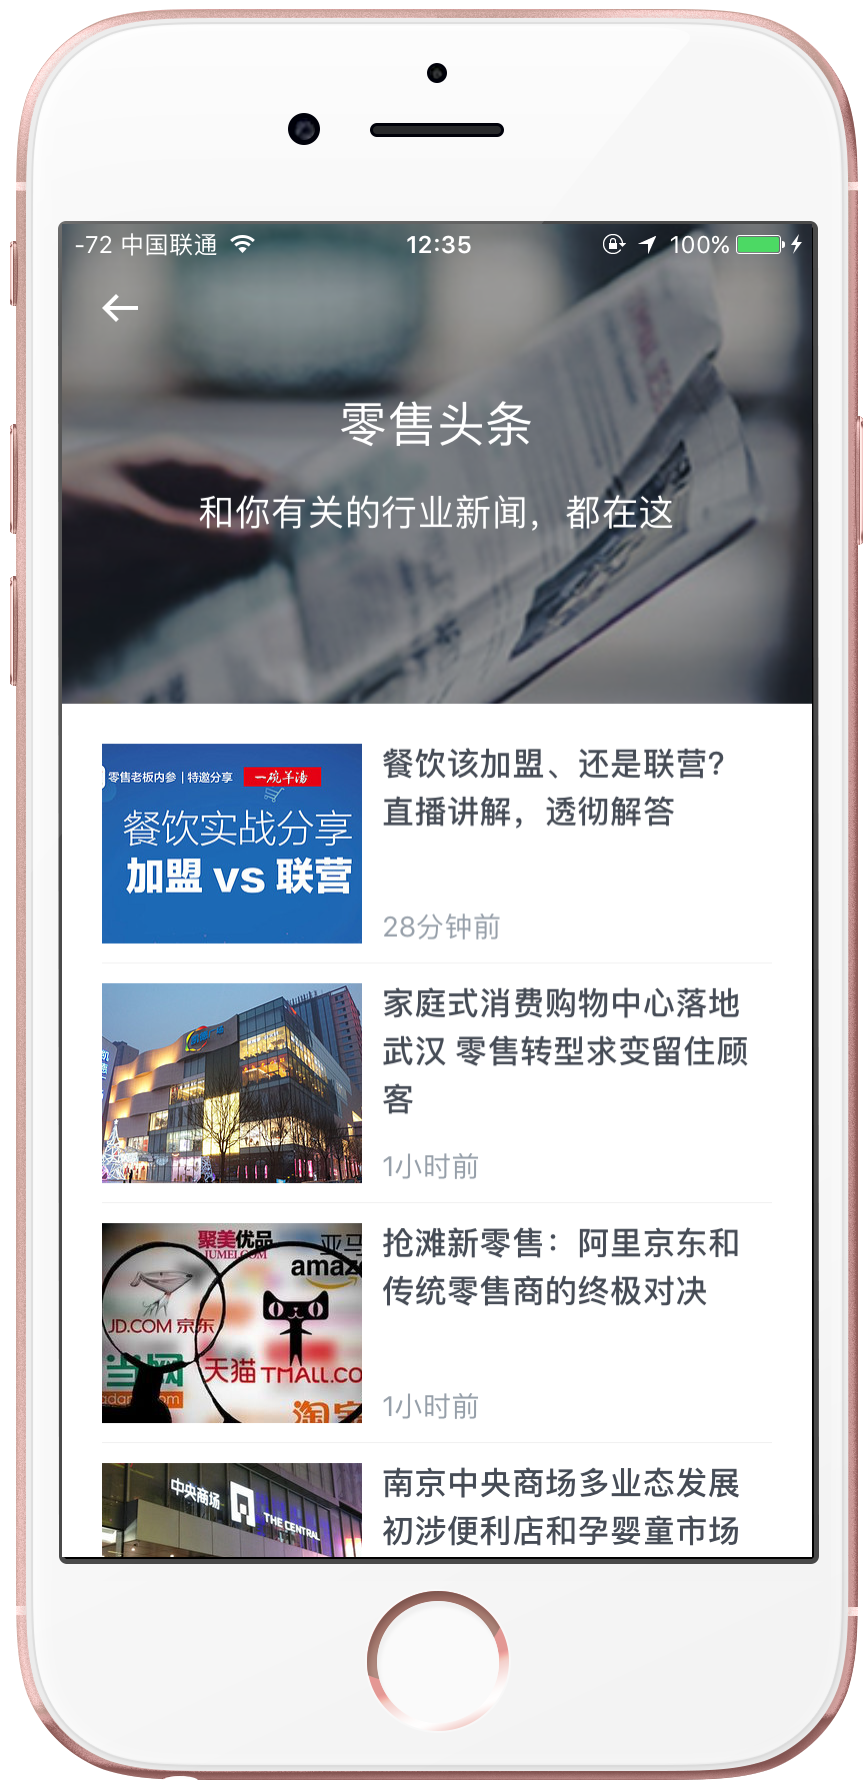 -72 中国联通
12:35
100%
零售头条
和你有关的行业新闻，都在这
零售老板内参 | 特邀分享
一碗羊汤
餐饮实战分享
加盟 vs 联营
餐饮该加盟、还是联营?
直播讲解，透彻解答
28分钟前
家庭式消费购物中心落地
武汉 零售转型求变留住顾
客
1小时前
聚美优品
JUMEI.COM
亚马
amaz
JD.COM 京东
当网
天猫 TMALL.CO
淘宝
抢滩新零售：阿里京东和
传统零售商的终极对决
1小时前
中央商场
THE CENTRAL
南京中央商场多业态发展
初涉便利店和孕婴童市场